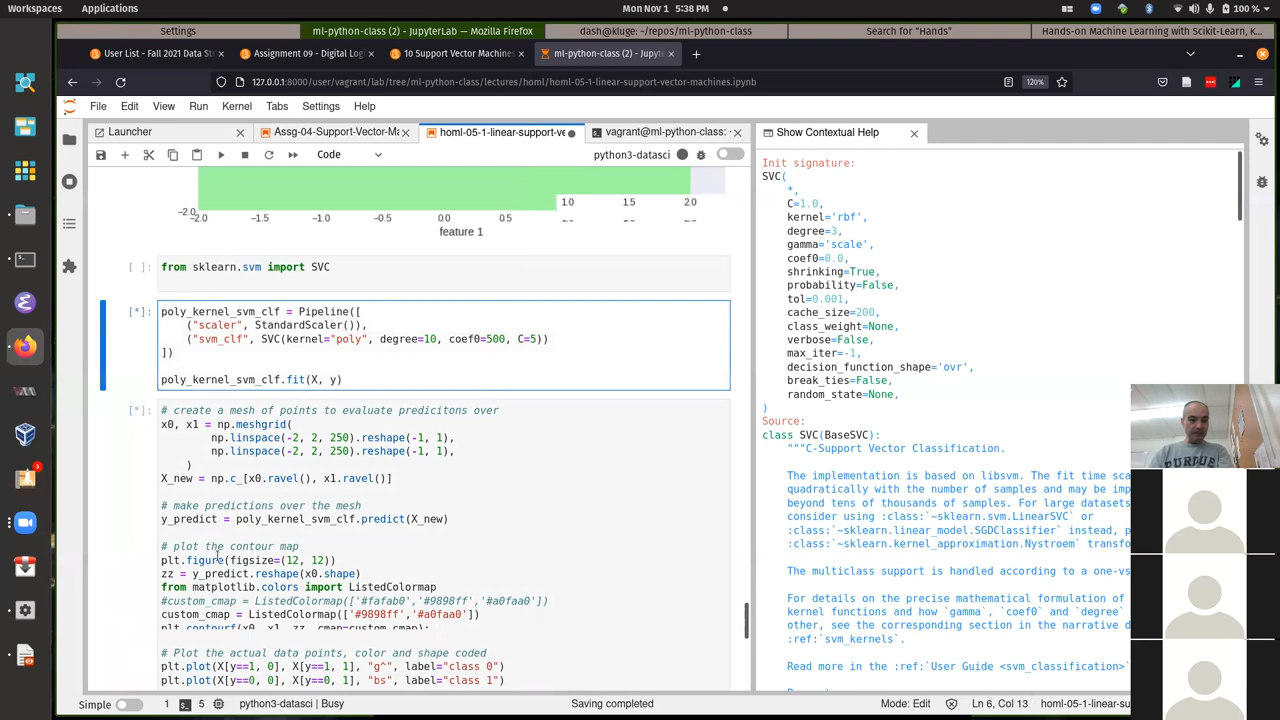 Workspaces Applications Mon Nov 1 5:38 PM 100 %
Settings ml-python-class (2) - JupyterLab — Mozilla Firefox dash@kluge:~/repos/ml-python-class Search for "Hands" Hands-on Machine Learning with Scikit-Learn, K...
User List - Fall 2021 Data St Assignment 09 - Digital Log 10 Support Vector Machines ml-python-class (2) - Jupyte
127.0.0.1:8000/user/vagrant/lab/tree/ml-python-class/lectures/homl/homl-05-1-linear-support-vector-machines.ipynb 120%
File Edit View Run Kernel Tabs Settings Help
Launcher Assg-04-Support-Vector-Ma homl-05-1-linear-support-ve vagrant@ml-python-class: Show Contextual Help
Code python3-datasci
-2.0
-2.0 -1.5 -1.0 -0.5 0.0 0.5 1.0 1.5 2.0
feature 1
[ ]: from sklearn.svm import SVC
[*]: poly_kernel_svm_clf = Pipeline([
("scaler", StandardScaler()),
("svm_clf", SVC(kernel="poly", degree=10, coef0=500, C=5))
])
poly_kernel_svm_clf.fit(X, y)
[*]: # create a mesh of points to evaluate predicitons over
x0, x1 = np.meshgrid(
np.linspace(-2, 2, 250).reshape(-1, 1),
np.linspace(-2, 2, 250).reshape(-1, 1),
)
X_new = np.c_[x0.ravel(), x1.ravel()]
# make predictions over the mesh
y_predict = poly_kernel_svm_clf.predict(X_new)
# plot the contour map
plt.figure(figsize=(12, 12))
zz = y_predict.reshape(x0.shape)
from matplotlib.colors import ListedColormap
#custom_cmap = ListedColormap(['#fafab0','#9898ff','#a0faa0'])
custom_cmap = ListedColormap(['#9898ff','#a0faa0'])
plt.contourf(x0, x1, zz, cmap=custom_cmap);
# Plot the actual data points, color and shape coded
plt.plot(X[y==1, 0], X[y==1, 1], "g^", label="class 0")
plt.plot(X[y==0, 0], X[y==0, 1], "bs", label="class 1")
Init signature:
SVC(
*,
C=1.0,
kernel='rbf',
degree=3,
gamma='scale',
coef0=0.0,
shrinking=True,
probability=False,
tol=0.001,
cache_size=200,
class_weight=None,
verbose=False,
max_iter=-1,
decision_function_shape='ovr',
break_ties=False,
random_state=None,
)
Source:
class SVC(BaseSVC):
"""C-Support Vector Classification.
The implementation is based on libsvm. The fit time sca
quadratically with the number of samples and may be imp
beyond tens of thousands of samples. For large datasets
consider using :class:`~sklearn.svm.LinearSVC` or
:class:`~sklearn.linear_model.SGDClassifier` instead, p
:class:`~sklearn.kernel_approximation.Nystroem` transfo
The multiclass support is handled according to a one-vs
For details on the precise mathematical formulation of
kernel functions and how `gamma`, `coef0` and `degree`
other, see the corresponding section in the narrative d
:ref:`svm_kernels`.
Read more in the :ref:`User Guide <svm_classification>`
PURDUE
Simple 1 5 python3-datasci | Busy Saving completed Mode: Edit Ln 6, Col 13 homl-05-1-linear-su